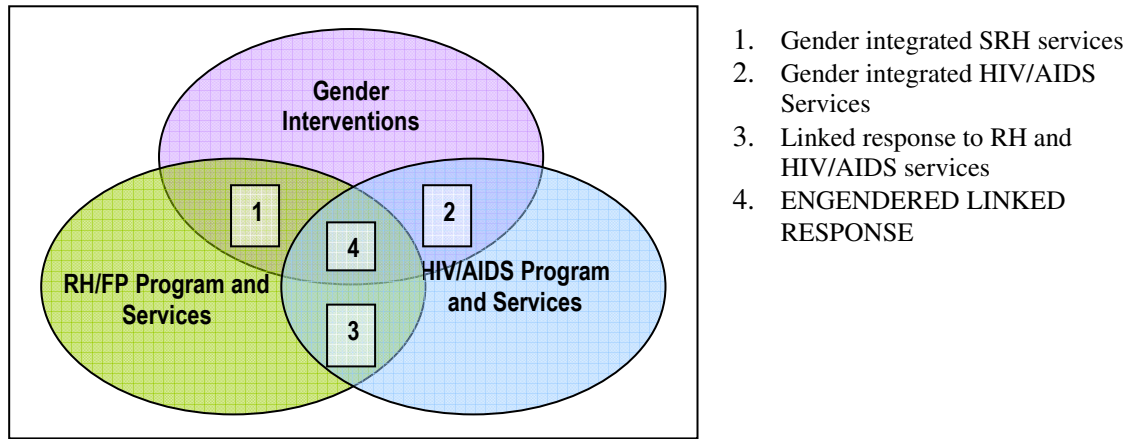 Gender
Interventions
1
2
4
RH/FP Program and
Services
HIV/AIDS Program
and Services
3
1. Gender integrated SRH services
2. Gender integrated HIV/AIDS
Services
3. Linked response to RH and
HIV/AIDS services
4. ENGENDERED LINKED
RESPONSE